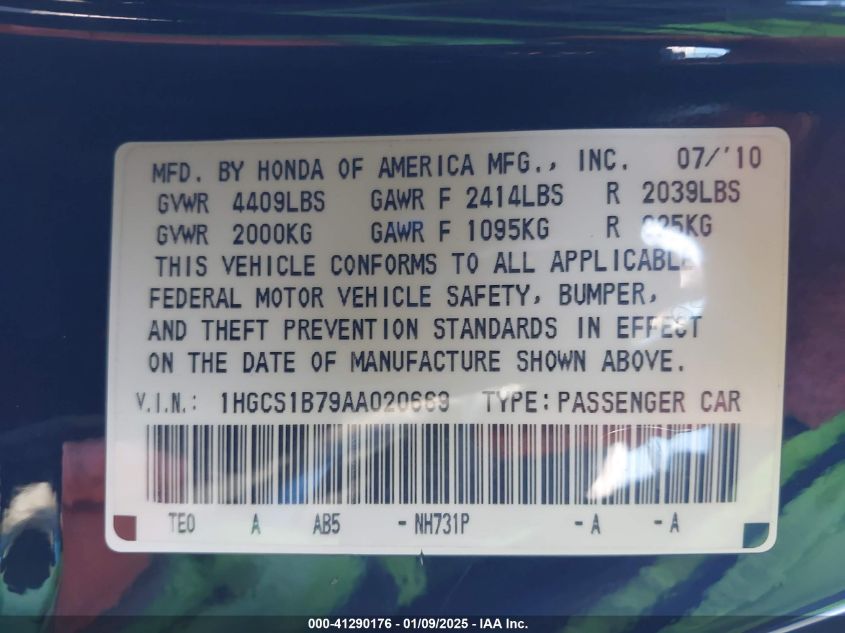 MFD. BY HONDA OF AMERICA MFG., INC. 07/'10
GVWR 4409LBS GAWR F 2414LBS R 2039LBS
GVWR 2000KG GAWR F 1095KG R 925KG
THIS VEHICLE CONFORMS TO ALL APPLICABLE
FEDERAL MOTOR VEHICLE SAFETY, BUMPER,
AND THEFT PREVENTION STANDARDS IN EFFECT
ON THE DATE OF MANUFACTURE SHOWN ABOVE.
V.I.N.: 1HGCS1B79AA020669 TYPE: PASSENGER CAR
TE0 A AB5 - NH731P - A - A
000-41290176 - 01/09/2025 - IAA Inc.